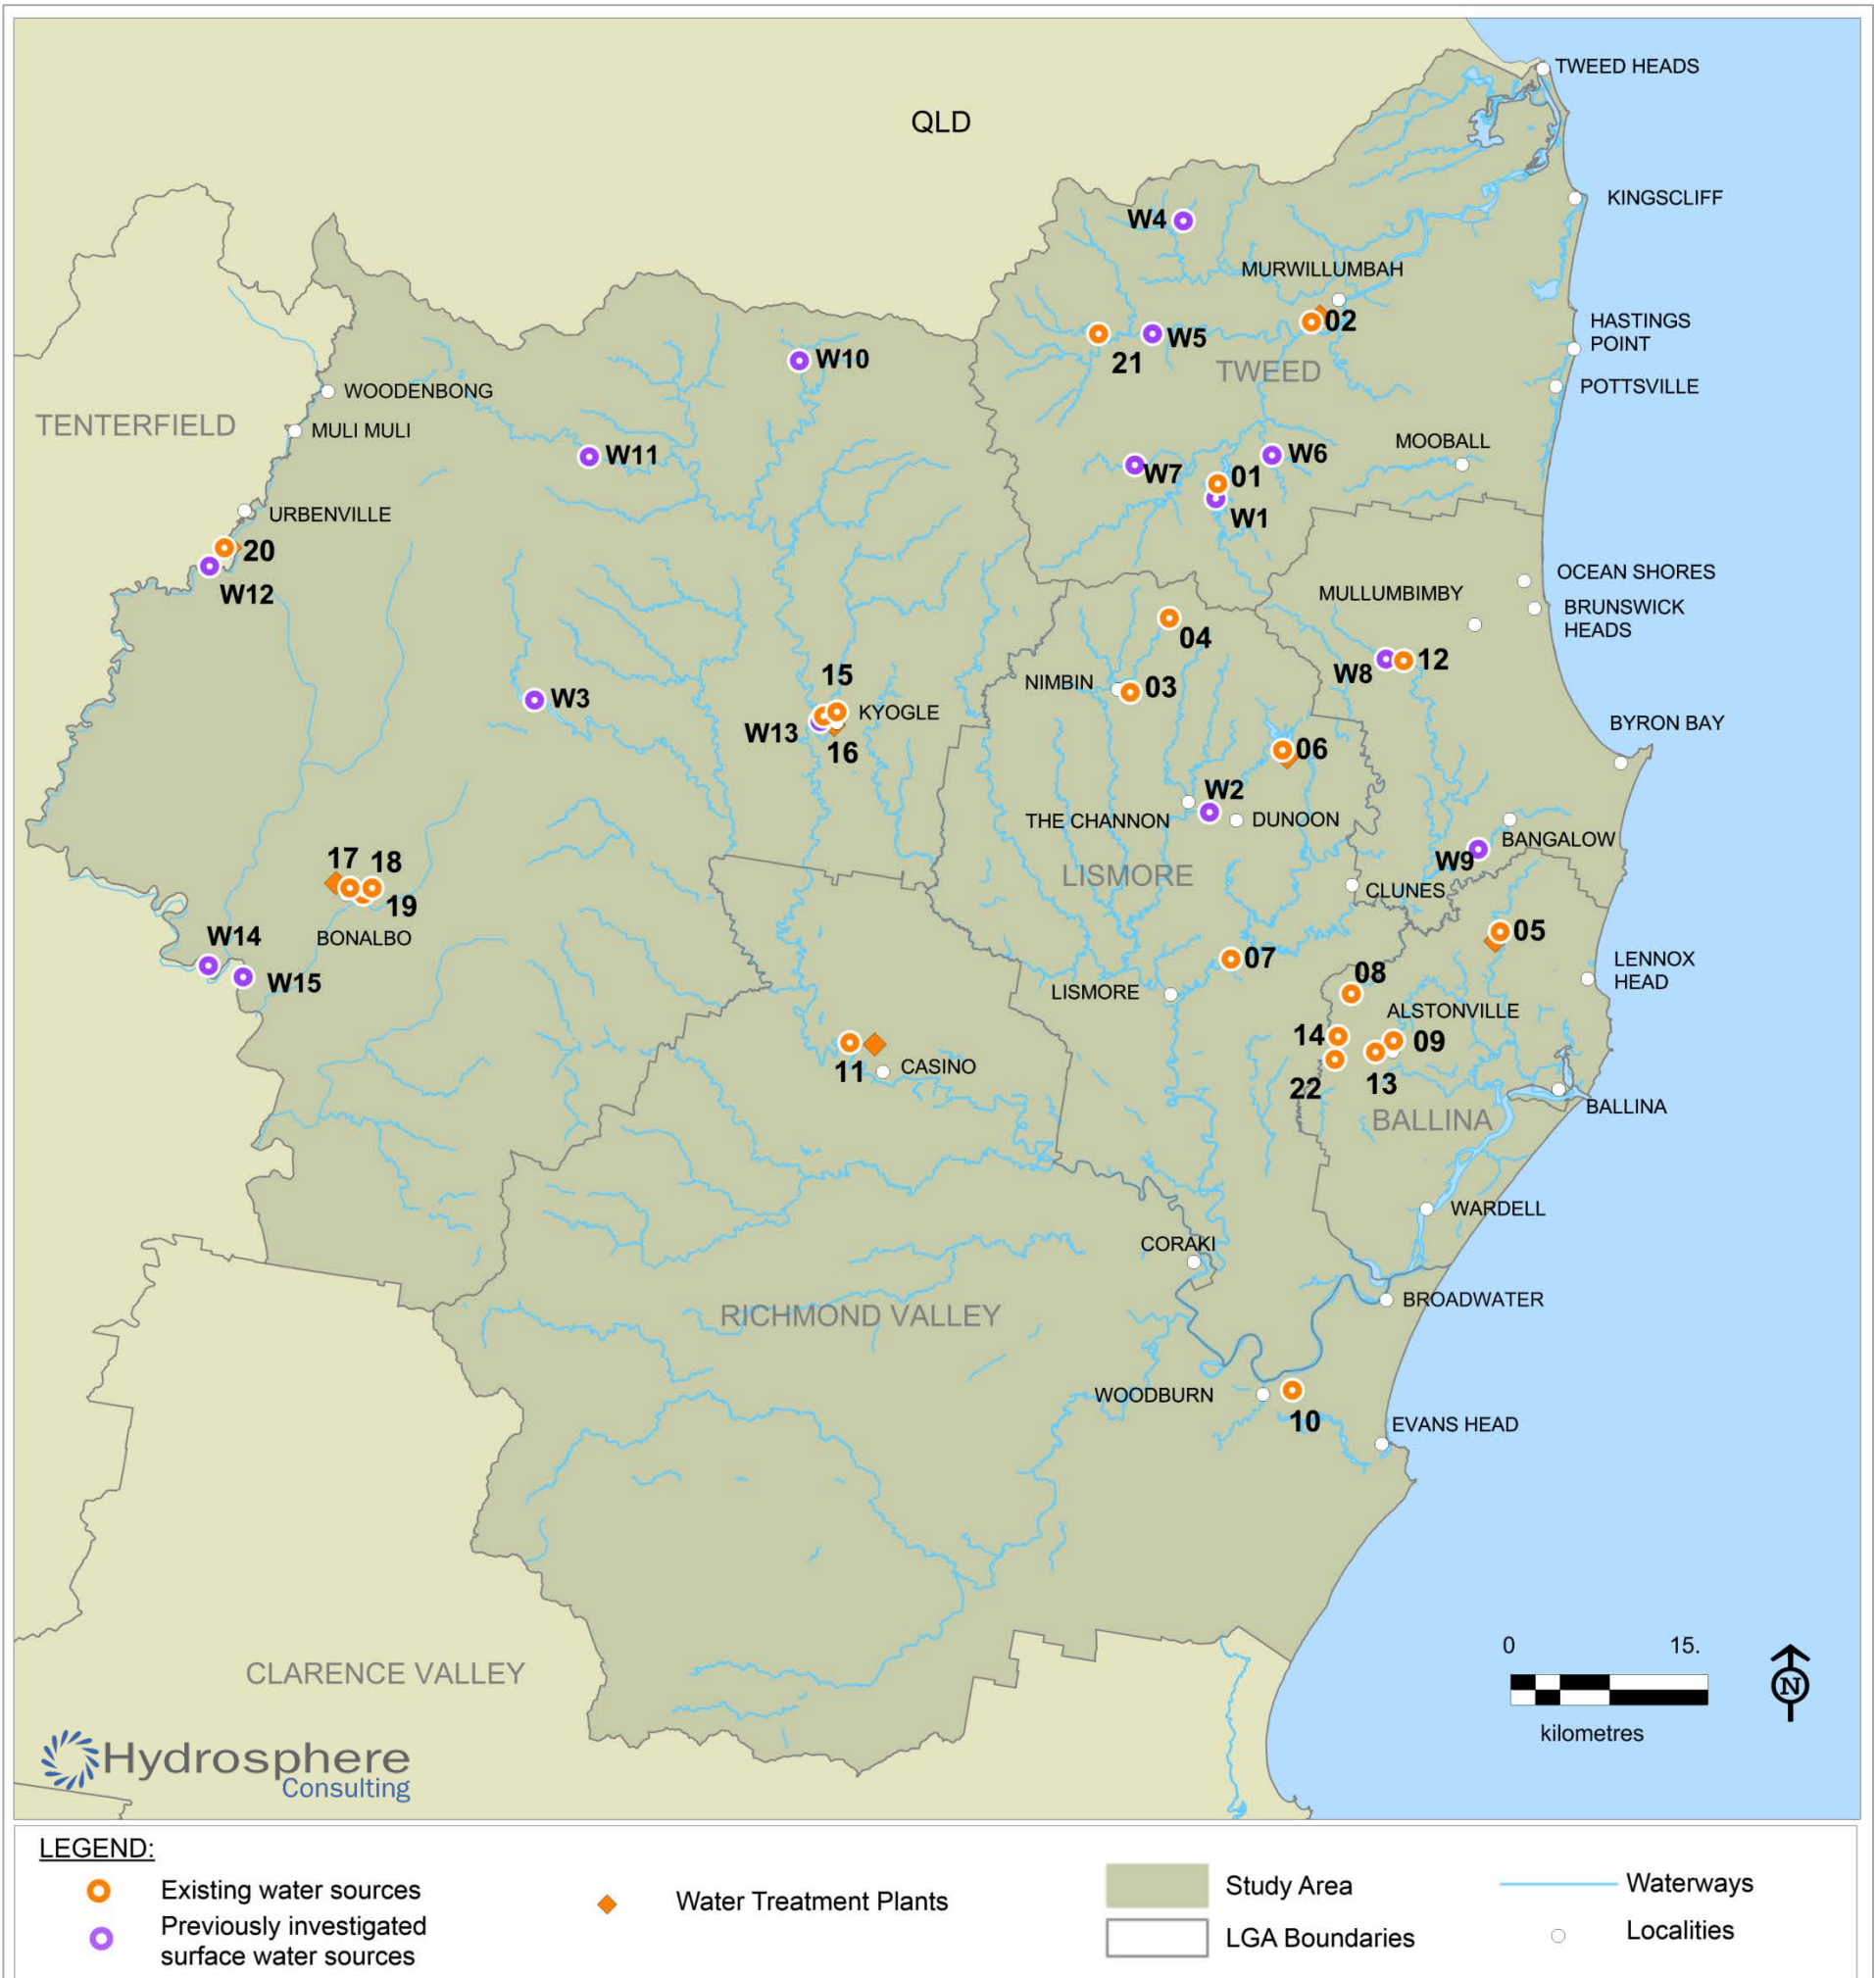 TWEED HEADS
QLD
KINGSCLIFF
W4
MURWILLUMBAH
02
HASTINGS
POINT
W5
21
TWEED
W10
POTTSVILLE
WOODENBONG
TENTERFIELD
MULI MULI
MOOBALL
W11
W6
W7
01
W1
URBENVILLE
20
W12
OCEAN SHORES
MULLUMBIMBY
BRUNSWICK
HEADS
04
12
W8
15
NIMBIN
03
W3
KYOGLE
W13
16
BYRON BAY
06
W2
THE CHANNON
DUNOON
BANGALOW
W9
17
18
LISMORE
CLUNES
19
BONALBO
W14
05
W15
07
LENNOX
HEAD
08
LISMORE
ALSTONVILLE
14
09
11
CASINO
22
13
BALLINA
BALLINA
WARDELL
CORAKI
BROADWATER
RICHMOND VALLEY
WOODBURN
10
EVANS HEAD
0
15.
N
kilometres
CLARENCE VALLEY
Hydrosphere
Consulting
LEGEND:
Existing water sources
Previously investigated
surface water sources
Water Treatment Plants
Study Area
LGA Boundaries
Waterways
Localities